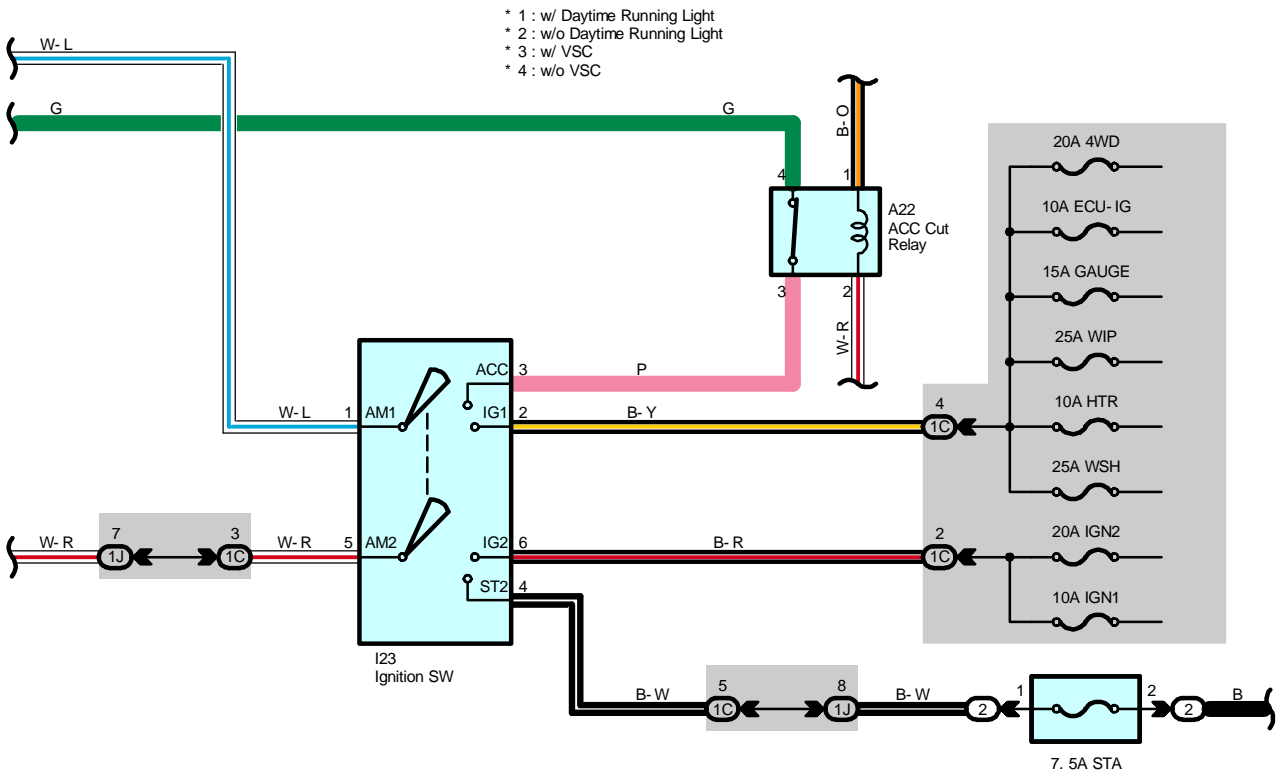 * 1 : w/ Daytime Running Light
* 2 : w/o Daytime Running Light
* 3 : w/ VSC
* 4 : w/o VSC
W- L
G
G
B- O
4
1
A22
ACC Cut
Relay
3
2
W- R
20A 4WD
10A ECU- IG
15A GAUGE
25A WIP
10A HTR
25A WSH
20A IGN2
10A IGN1
ACC
3
P
W- L
1
AM1
IG1
2
B- Y
4
1C
W- R
7
1J
3
1C
W- R
5
AM2
IG2
6
B- R
2
1C
ST2
4
I23
Ignition SW
B- W
5
1C
8
1J
B- W
2
1
2
2
B
7. 5A STA